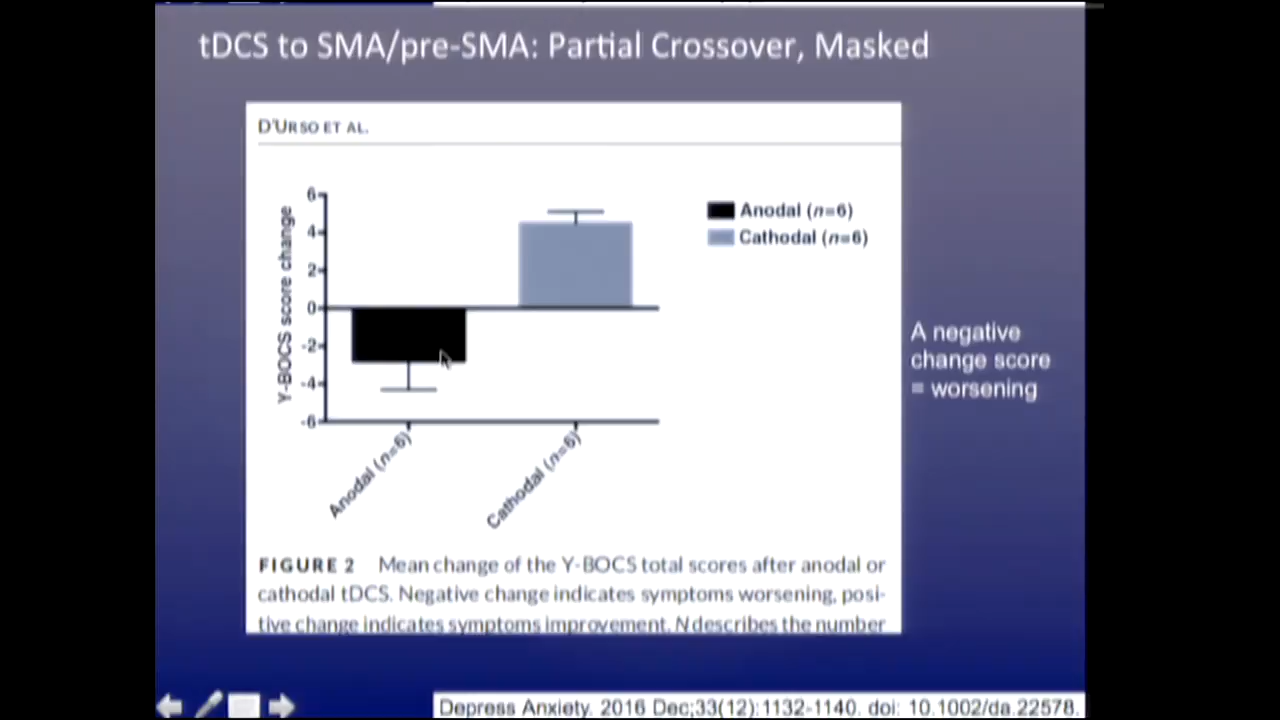 tDCS to SMA/pre-SMA: Partial Crossover, Masked
D'URSO ET AL.
Y-BOCS score change
6
4
2
0
-2
-4
-6
Anodal (n=6)
Cathodal (n=6)
Anodal (n=6)
Cathodal (n=6)
A negative
change score
= worsening
FIGURE 2 Mean change of the Y-BOCS total scores after anodal or
cathodal tDCS. Negative change indicates symptoms worsening, posi-
tive change indicates symptoms improvement. N describes the number
Depress Anxiety. 2016 Dec;33(12):1132-1140. doi: 10.1002/da.22578.